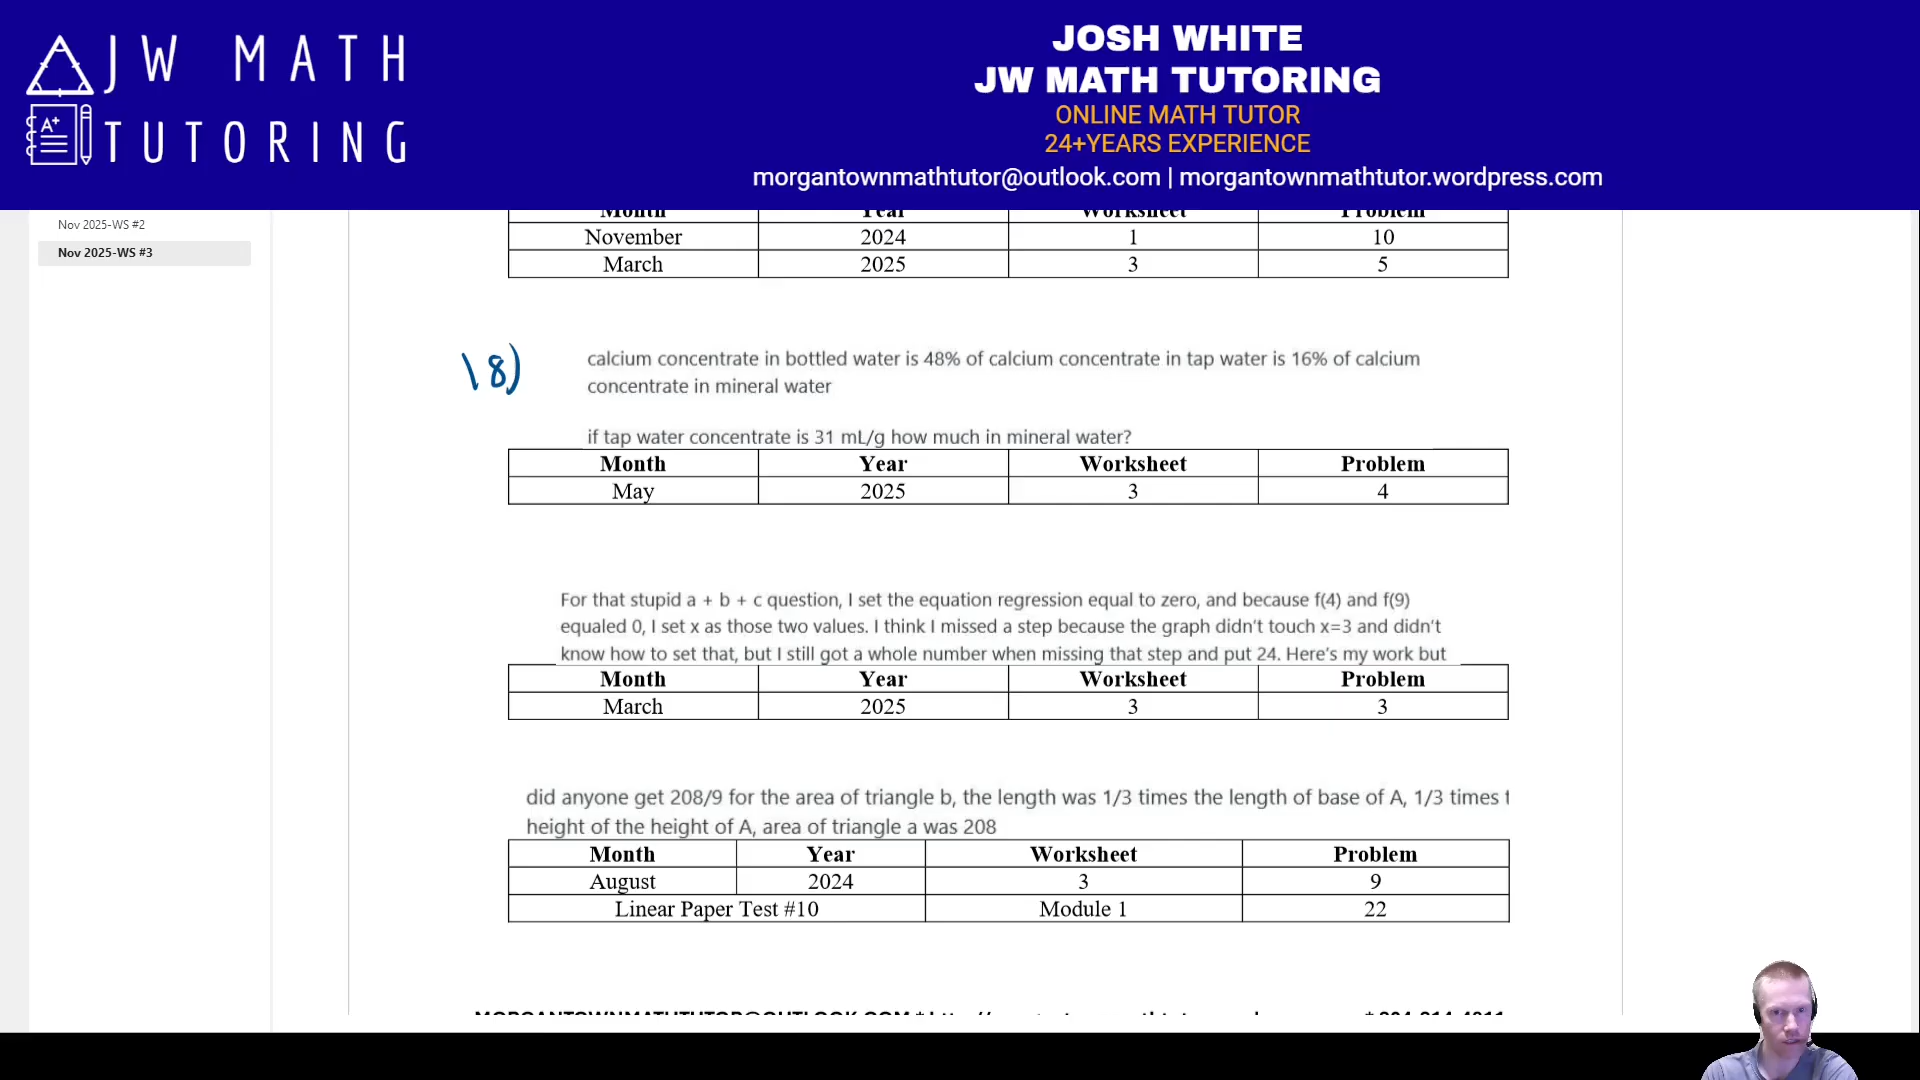 JW MATH
A+
TUTORING
JOSH WHITE
JW MATH TUTORING
ONLINE MATH TUTOR
24+YEARS EXPERIENCE
morgantownmathtutor@outlook.com | morgantownmathtutor.wordpress.com
Nov 2025-WS #2
Nov 2025-WS #3
Month Year Worksheet Problem
November 2024 1 10
March 2025 3 5
18)
calcium concentrate in bottled water is 48% of calcium concentrate in tap water is 16% of calcium
concentrate in mineral water
if tap water concentrate is 31 mL/g how much in mineral water?
Month Year Worksheet Problem
May 2025 3 4
For that stupid a + b + c question, I set the equation regression equal to zero, and because f(4) and f(9)
equaled 0, I set x as those two values. I think I missed a step because the graph didn't touch x=3 and didn't
know how to set that, but I still got a whole number when missing that step and put 24. Here's my work but
Month Year Worksheet Problem
March 2025 3 3
did anyone get 208/9 for the area of triangle b, the length was 1/3 times the length of base of A, 1/3 times
height of the height of A, area of triangle a was 208
Month Year Worksheet Problem
August 2024 3 9
Linear Paper Test #10 Module 1 22
MORGANTOWNMATHTUTOR@OUTLOOK.COM